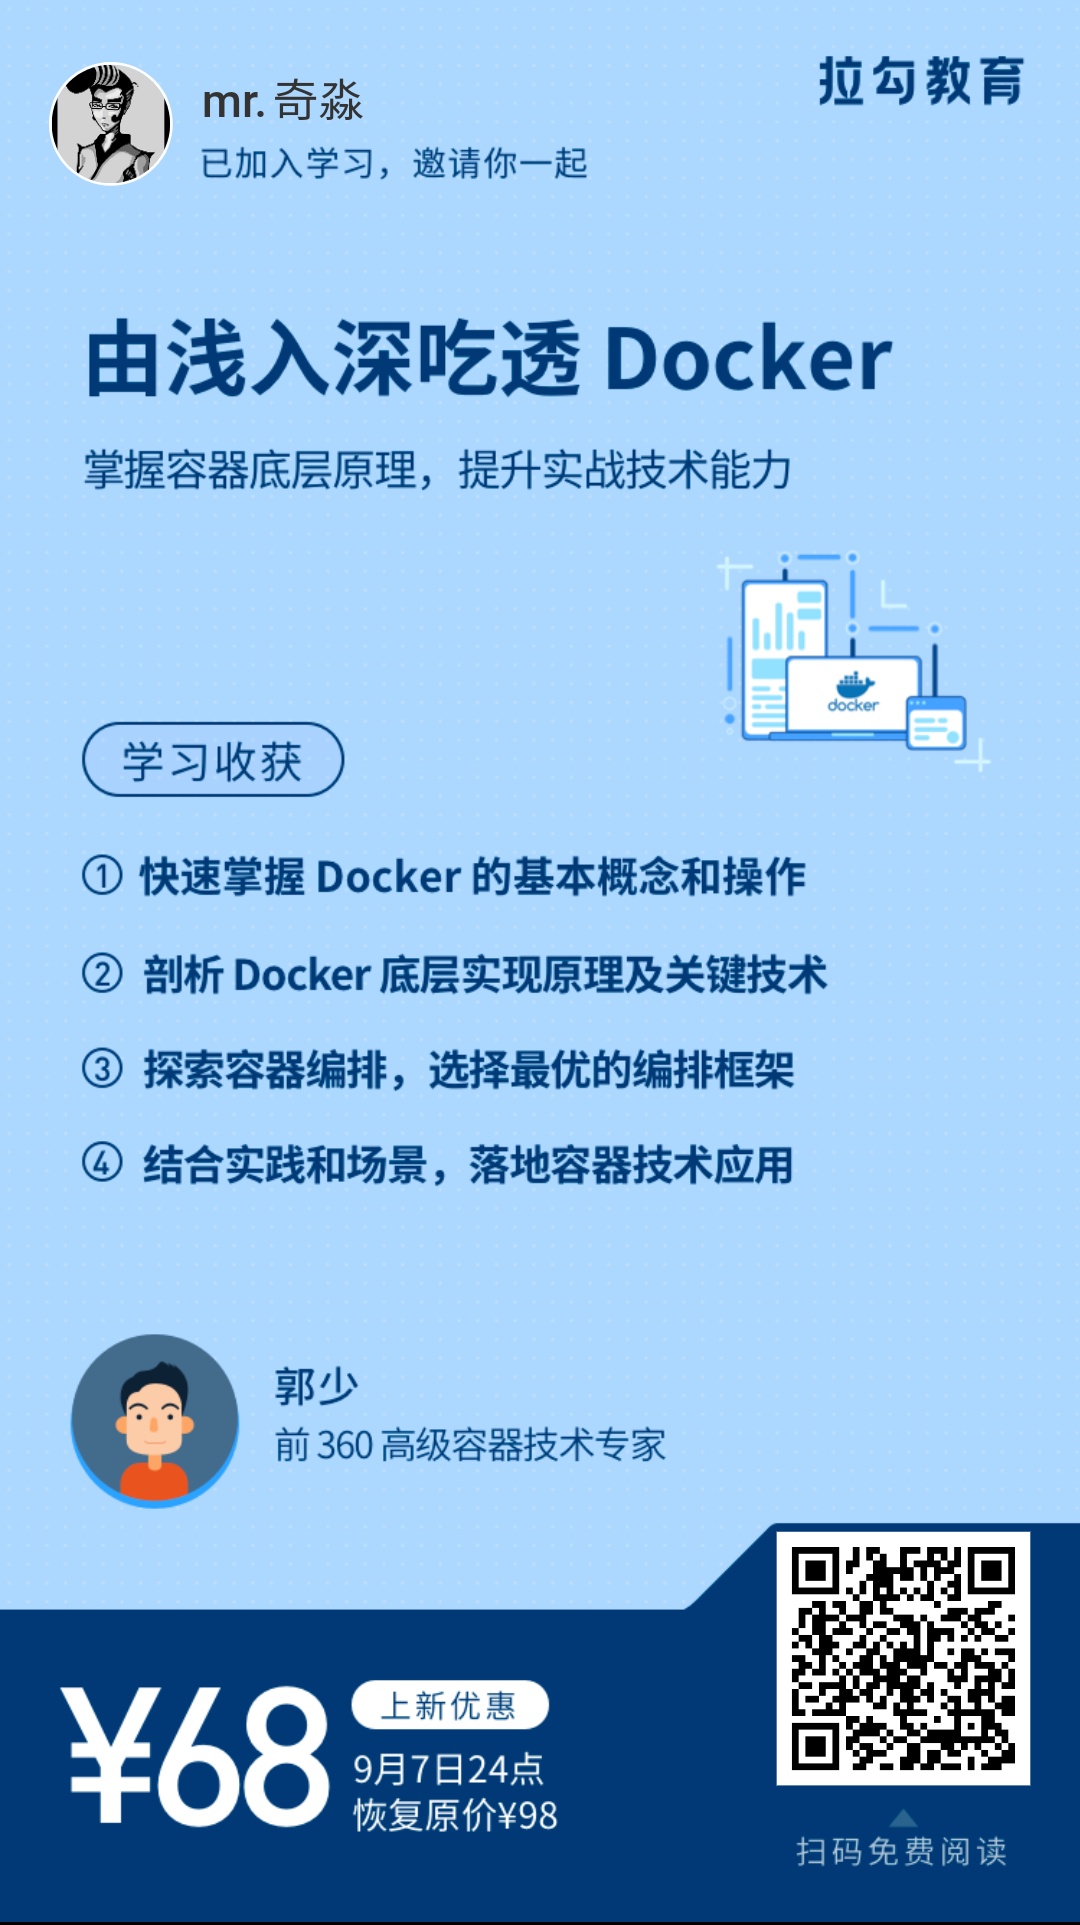 mr. 奇淼
拉勾教育
已加入学习，邀请你一起
由浅入深吃透 Docker
掌握容器底层原理，提升实战技术能力
docker
学习收获
① 快速掌握 Docker 的基本概念和操作
② 剖析 Docker 底层实现原理及关键技术
③ 探索容器编排，选择最优的编排框架
④ 结合实践和场景，落地容器技术应用
郭少
前 360 高级容器技术专家
¥68
上新优惠
9月7日24点
恢复原价¥98
扫码免费阅读